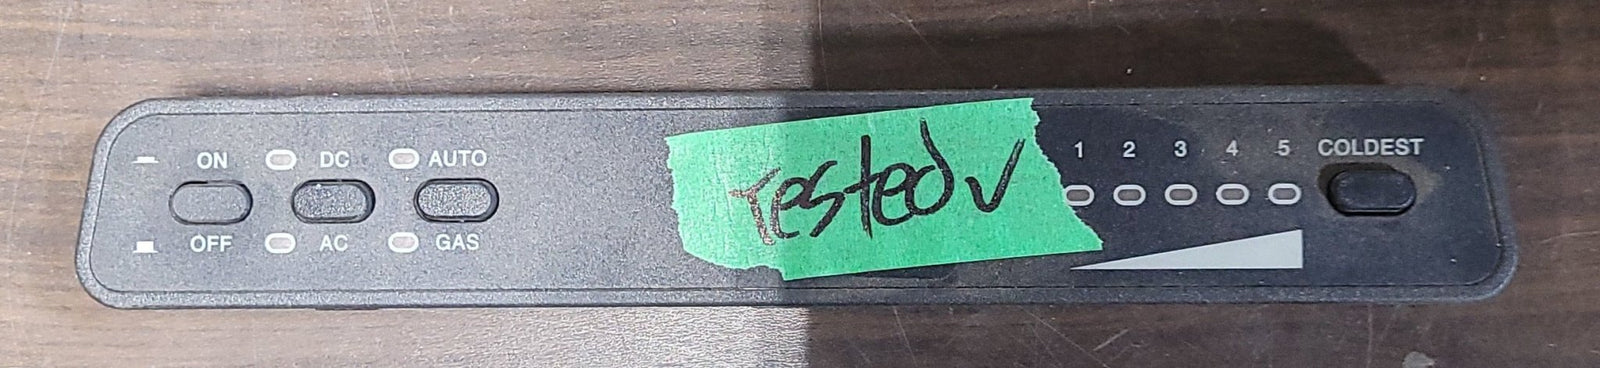 ON DC AUTO
OFF AC GAS
Tested ✓
1 2 3 4 5 COLDEST